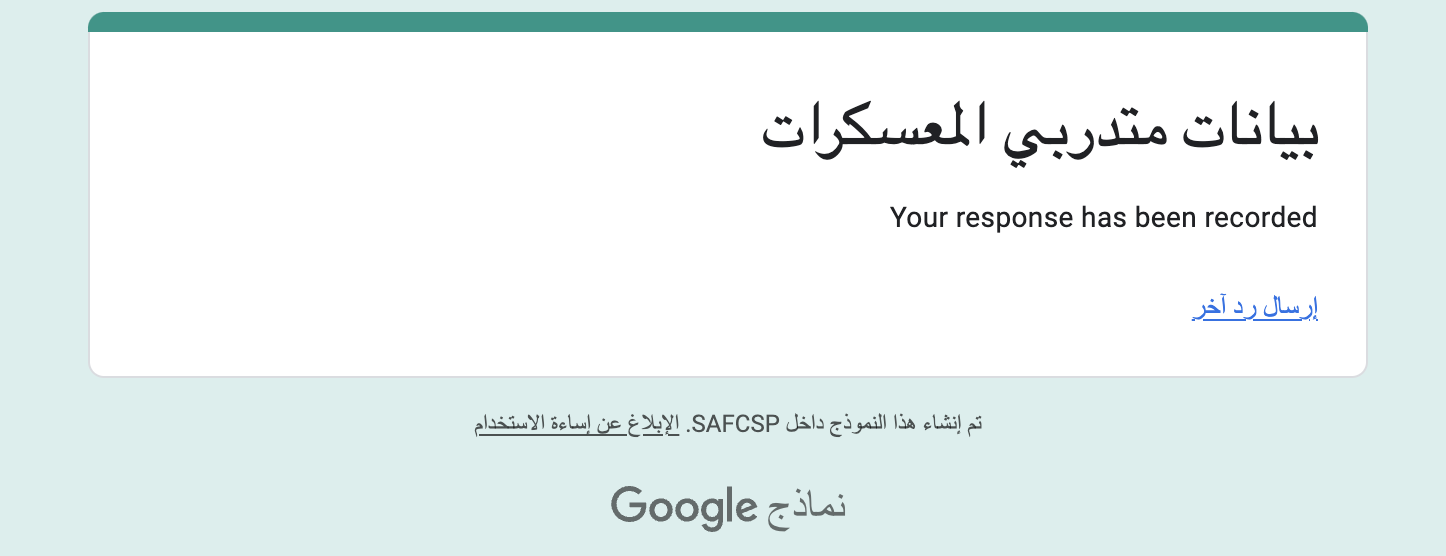 بيانات متدربي المعسكرات
Your response has been recorded
إرسال رد آخر
تم إنشاء هذا النموذج داخل SAFCSP. الإبلاغ عن إساءة الاستخدام
نماذج Google